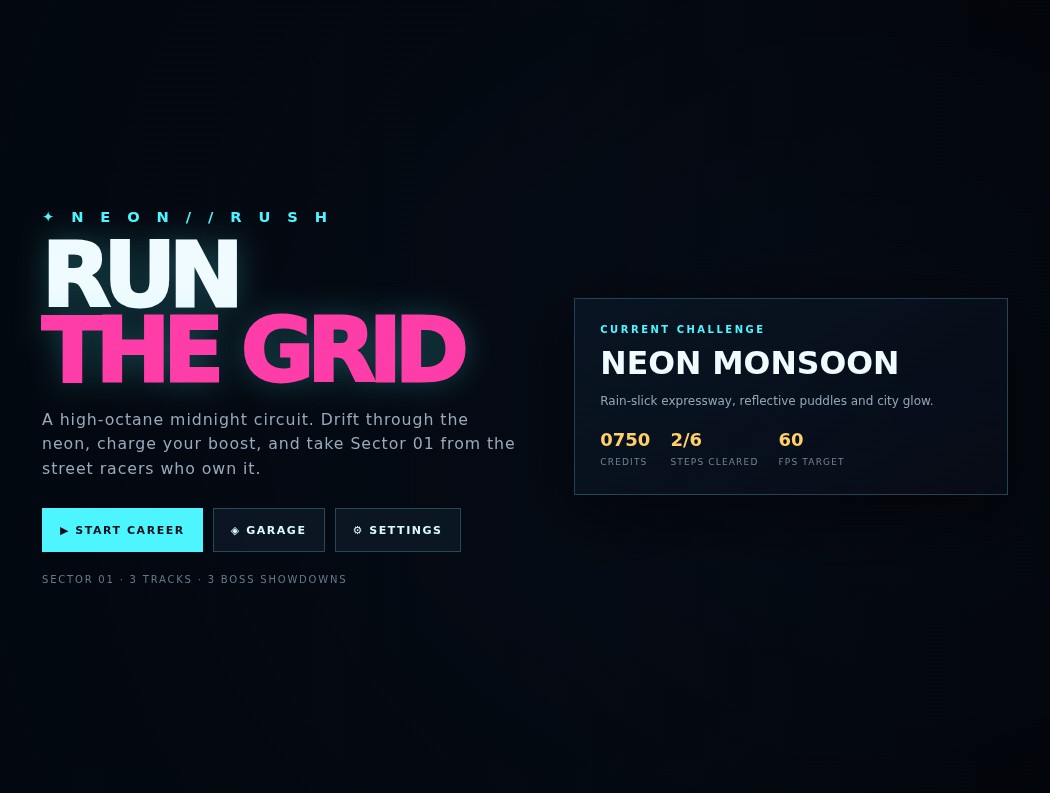 ✦ NEON//RUSH
RUN
THE GRID
A high-octane midnight circuit. Drift through the
neon, charge your boost, and take Sector 01 from the
street racers who own it.
▶ START CAREER
◈ GARAGE
⚙ SETTINGS
SECTOR 01 · 3 TRACKS · 3 BOSS SHOWDOWNS
CURRENT CHALLENGE
NEON MONSOON
Rain-slick expressway, reflective puddles and city glow.
0750 2/6 60
CREDITS STEPS CLEARED FPS TARGET